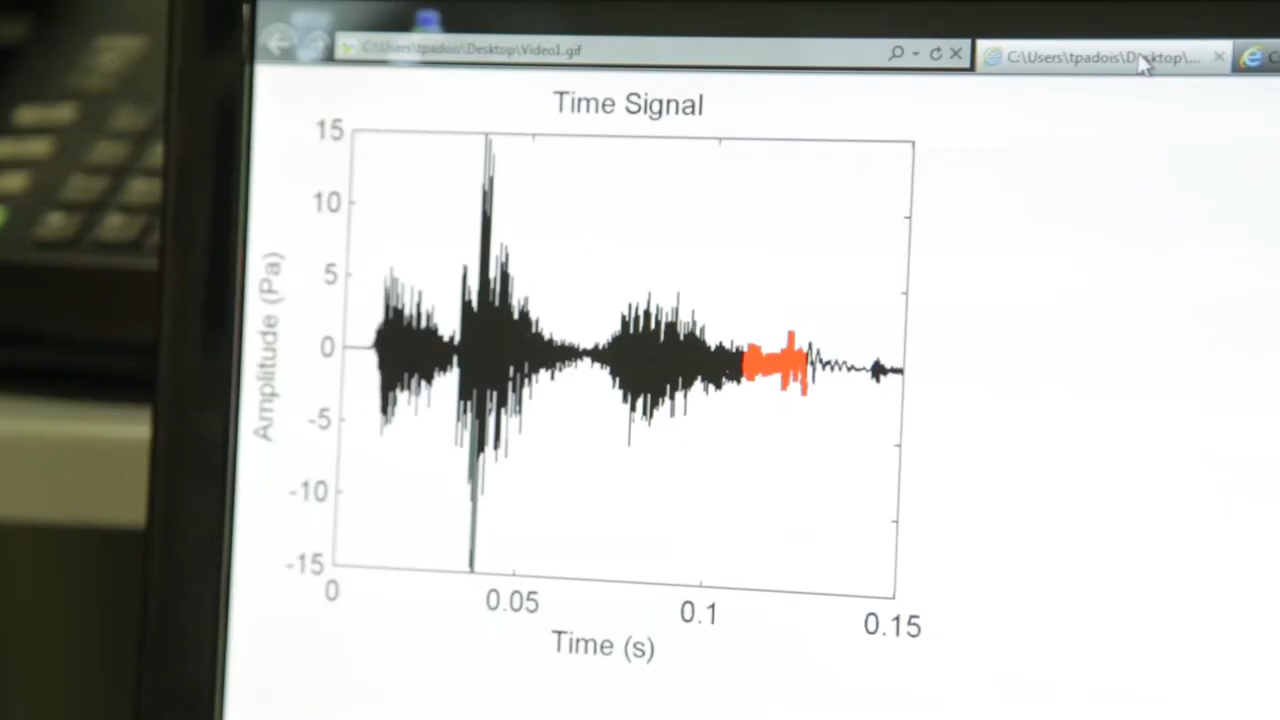 C:\Users\tpadois\Desktop\Video1.gif
C:\Users\tpadois\Desktop\...
Time Signal
15
10
5
0
-5
-10
-15
Amplitude (Pa)
0
0.05
0.1
0.15
Time (s)